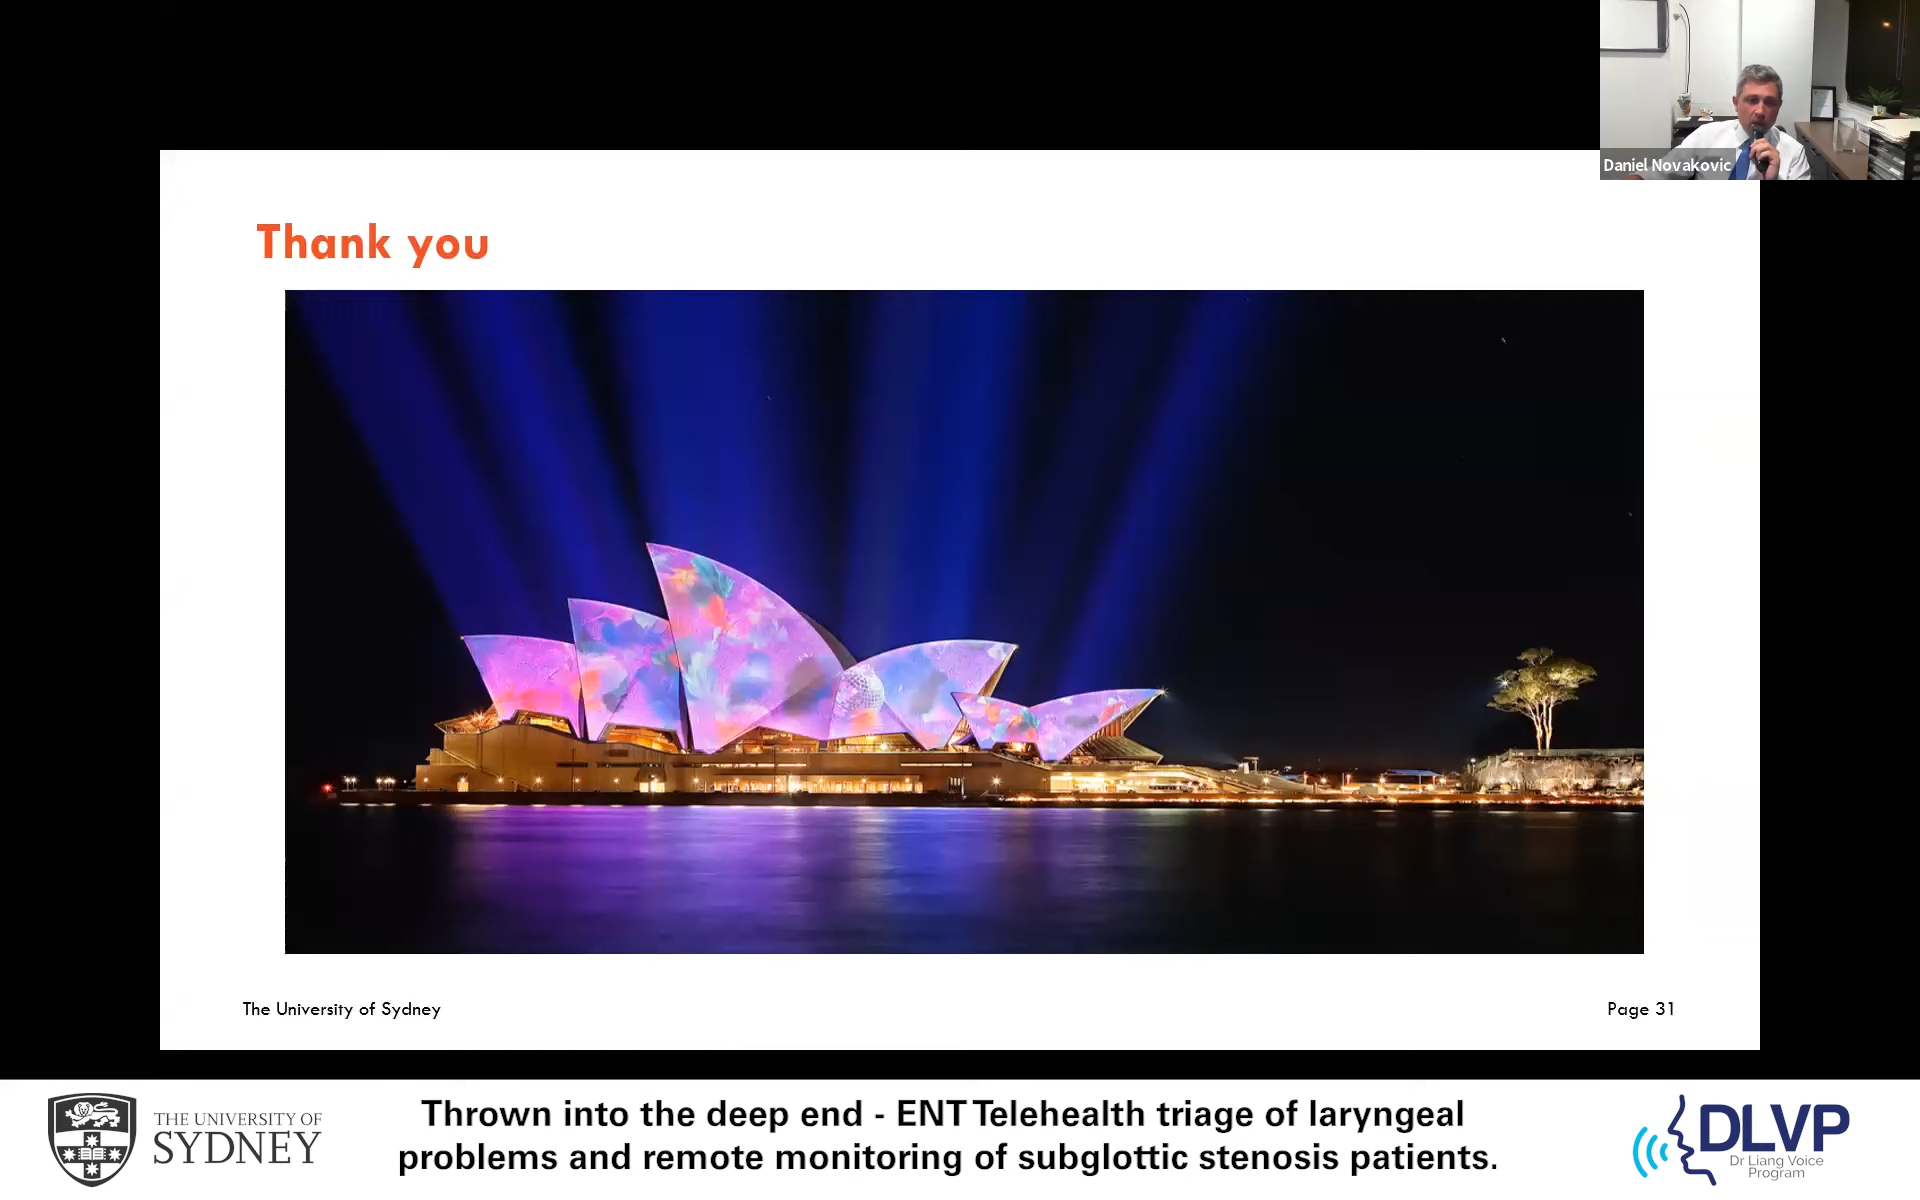 Daniel Novakovic
Thank you
The University of Sydney
Page 31
THE UNIVERSITY OF
SYDNEY
Thrown into the deep end - ENT Telehealth triage of laryngeal
problems and remote monitoring of subglottic stenosis patients.
DLVP
Dr Liang Voice
Program